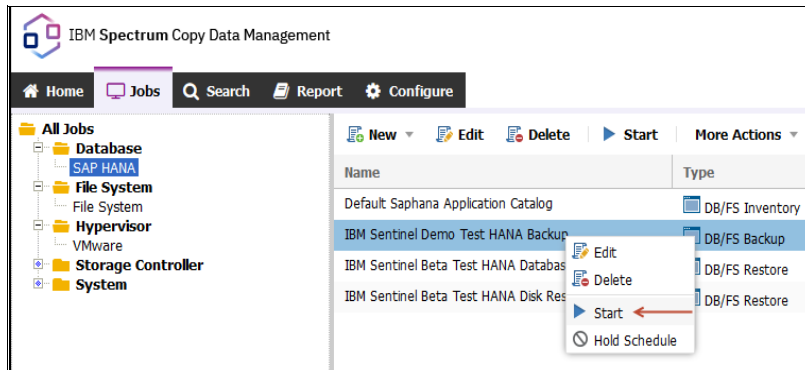 IBM Spectrum Copy Data Management
Home Jobs Search Report Configure
All Jobs
Database
SAP HANA
File System
File System
Hypervisor
VMware
Storage Controller
System
New Edit Delete Start More Actions
Name Type
Default Saphana Application Catalog DB/FS Inventory
IBM Sentinel Demo Test HANA Backup DB/FS Backup
IBM Sentinel Beta Test HANA Databas DB/FS Restore
IBM Sentinel Beta Test HANA Disk Res DB/FS Restore
Edit
Delete
Start
Hold Schedule